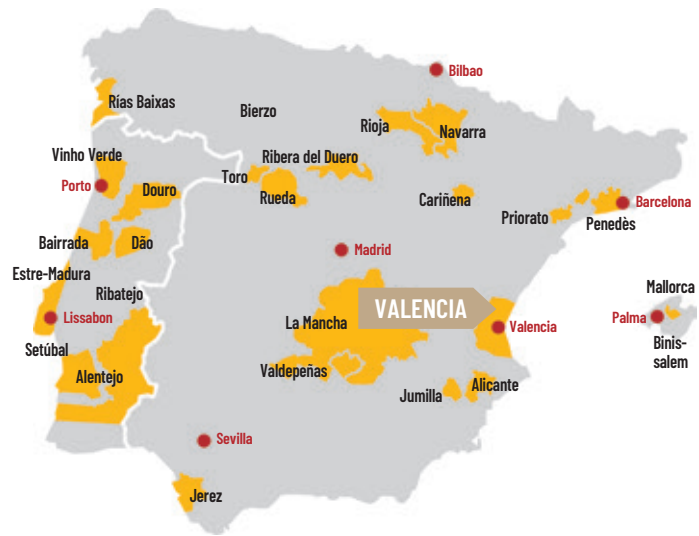 Bilbao
Rías Baixas
Bierzo
Rioja
Navarra
Vinho Verde
Ribera del Duero
Toro
Porto
Douro
Rueda
Cariñena
Barcelona
Priorato
Penedès
Bairrada
Dão
Madrid
Estre-Madura
Ribatejo
Mallorca
VALENCIA
Lissabon
La Mancha
Valencia
Palma
Setúbal
Binis-
salem
Alentejo
Valdepeñas
Jumilla
Alicante
Sevilla
Jerez